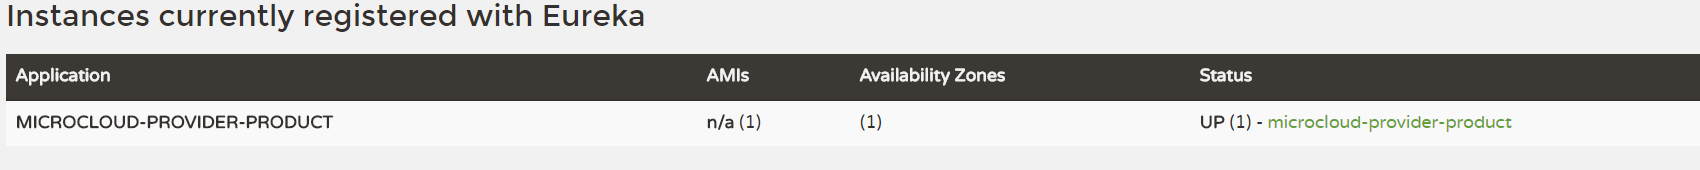 Instances currently registered with Eureka
Application AMIs Availability Zones Status
MICROCLOUD-PROVIDER-PRODUCT n/a (1) (1) UP (1) - microcloud-provider-product